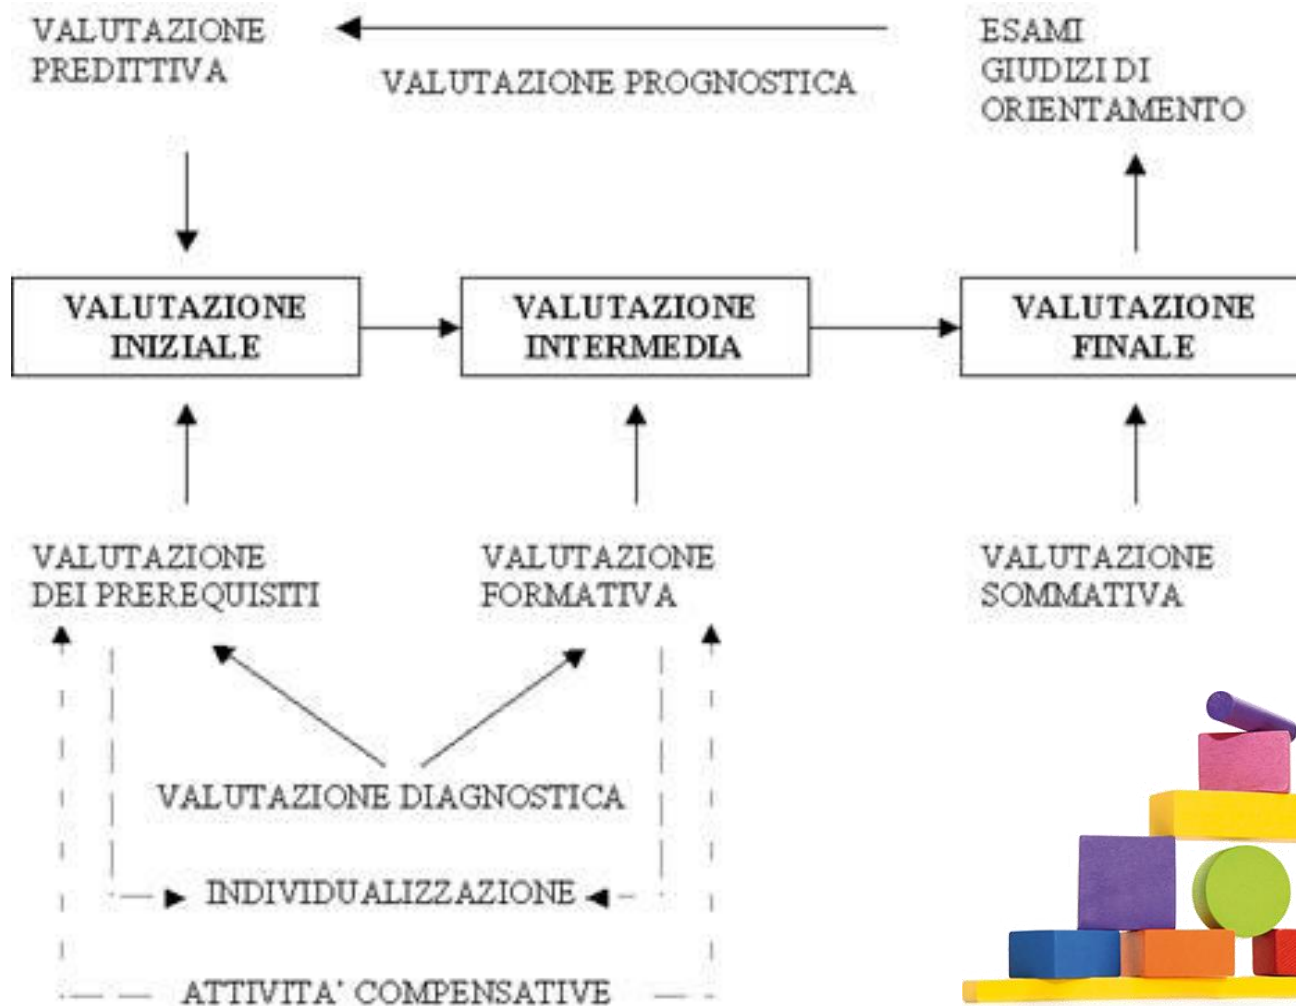 VALUTAZIONE
PREDITTIVA
VALUTAZIONE PROGNOSTICA
ESAMI
GIUDIZI DI
ORIENTAMENTO
VALUTAZIONE
INIZIALE
VALUTAZIONE
INTERMEDIA
VALUTAZIONE
FINALE
VALUTAZIONE
DEI PREREQUISITI
VALUTAZIONE
FORMATIVA
VALUTAZIONE
SOMMATIVA
VALUTAZIONE DIAGNOSTICA
INDIVIDUALIZZAZIONE
ATTIVITA' COMPENSATIVE